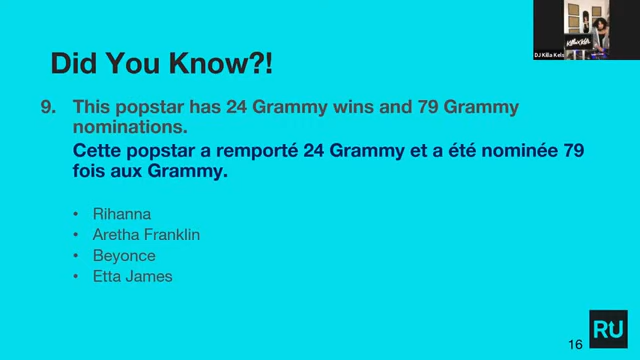 DJ Killa Kels
Did You Know?!
9. This popstar has 24 Grammy wins and 79 Grammy
nominations.
Cette popstar a remporté 24 Grammy et a été nominée 79
fois aux Grammy.
• Rihanna
• Aretha Franklin
• Beyonce
• Etta James
RU
16